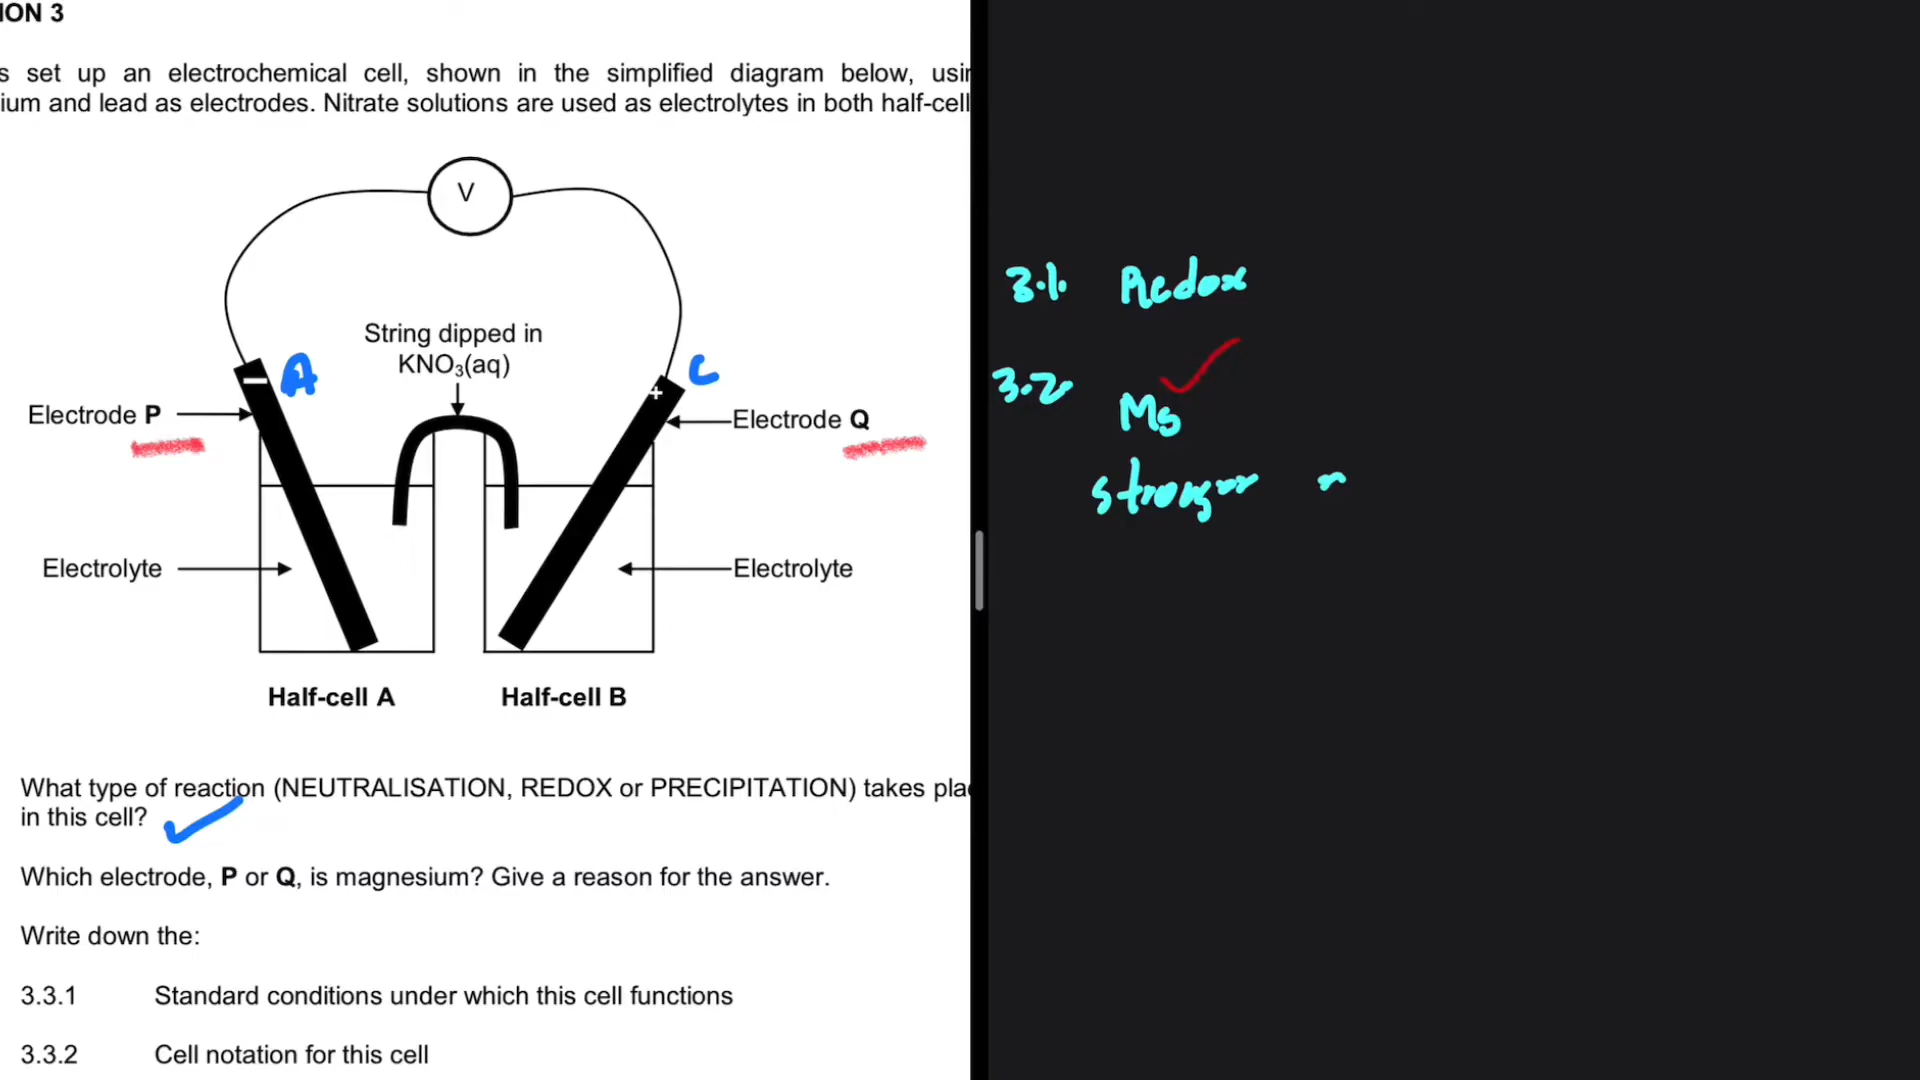 ION 3
s set up an electrochemical cell, shown in the simplified diagram below, usin
ium and lead as electrodes. Nitrate solutions are used as electrolytes in both half-cell
V
String dipped in
KNO₃(aq)
- A
+ C
Electrode P
Electrode Q
Electrolyte
Electrolyte
Half-cell A
Half-cell B
What type of reaction (NEUTRALISATION, REDOX or PRECIPITATION) takes pla
in this cell?
Which electrode, P or Q, is magnesium? Give a reason for the answer.
Write down the:
3.3.1 Standard conditions under which this cell functions
3.3.2 Cell notation for this cell
3.1. Redox
3.2.
Mg
stronger r